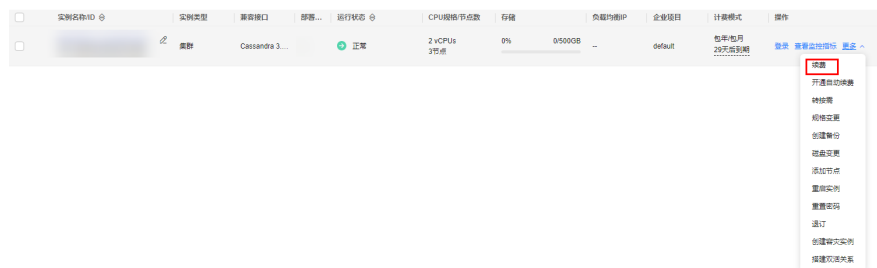 实例名称/ID 实例类型 兼容接口 部署... 运行状态 CPU规格/节点数 存储 负载均衡IP 企业项目 计费模式 操作
集群 Cassandra 3.... 正常 2 vCPUs 0% 0/500GB -- default 包年/包月 登录 查看监控指标 更多
3节点 29天后到期
续费
开通自动续费
转按需
规格变更
创建备份
磁盘变更
添加节点
重启实例
重置密码
退订
创建容灾实例
搭建双活关系